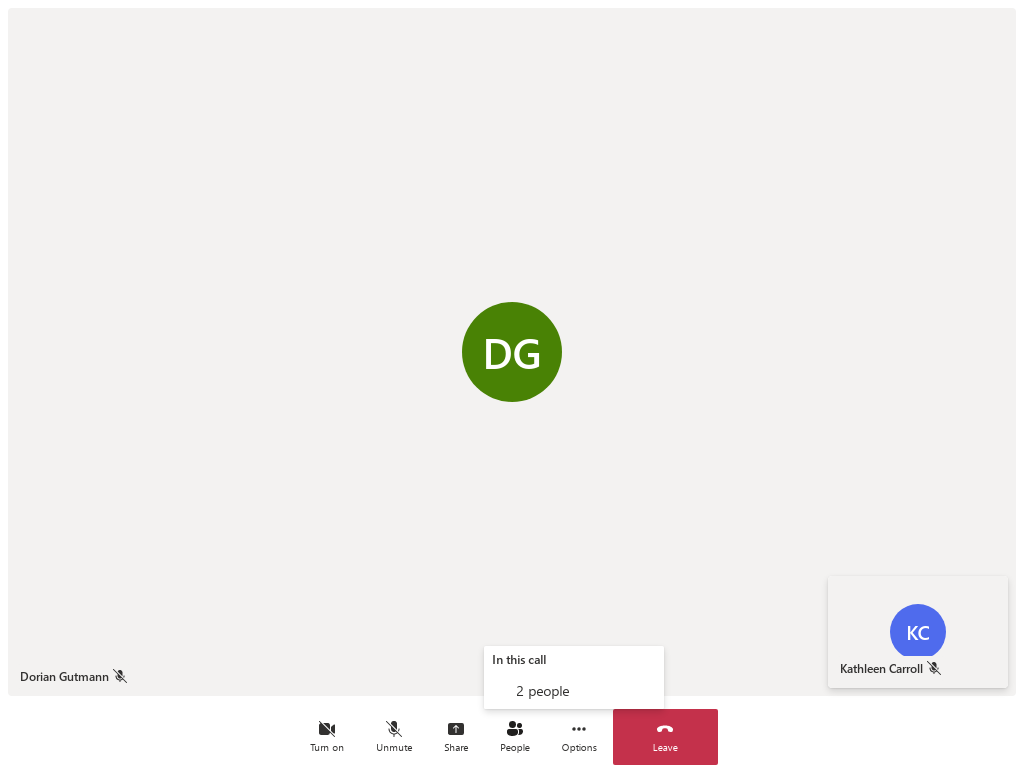 DG
KC
Dorian Gutmann
Kathleen Carroll
In this call
2 people
Turn on
Unmute
Share
People
Options
Leave